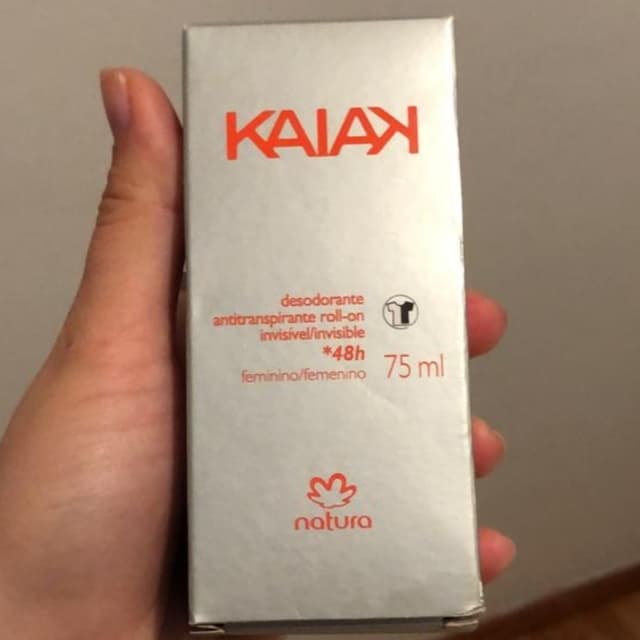 KAIAK
desodorante
antitranspirante roll-on
invisível/invisible
*48h
feminino/femenino
75 ml
natura